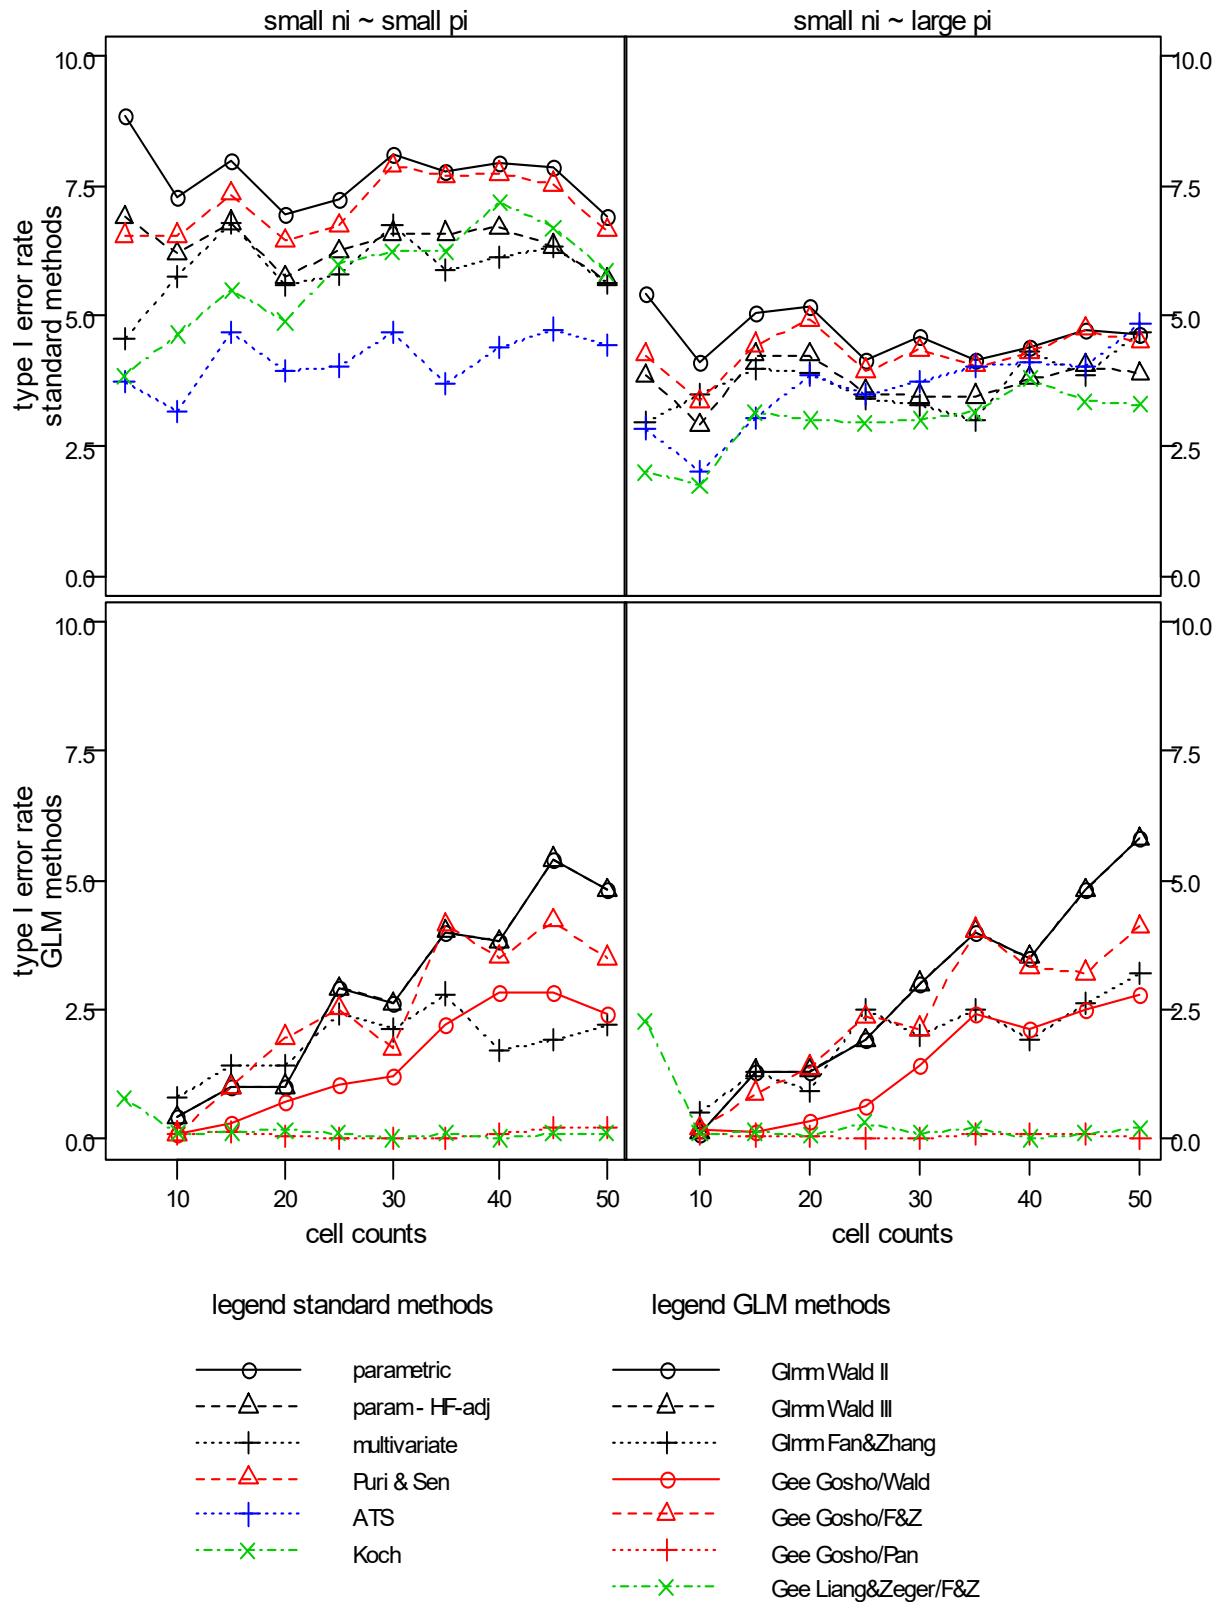 small ni ~ small pi
small ni ~ large pi
10.0
7.5
5.0
2.5
0.0
type I error rate
standard methods
10.0
7.5
5.0
2.5
0.0
10.0
7.5
5.0
2.5
0.0
type I error rate
GLM methods
10.0
7.5
5.0
2.5
0.0
10 20 30 40 50
10 20 30 40 50
cell counts
cell counts
legend standard methods
parametric
param - HF-adj
multivariate
Puri & Sen
ATS
Koch
legend GLM methods
Glmm Wald II
Glmm Wald III
Glmm Fan&Zhang
Gee Gosho/Wald
Gee Gosho/F&Z
Gee Gosho/Pan
Gee Liang&Zeger/F&Z